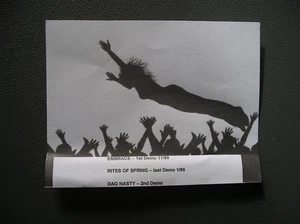 EMBRACE – 1st Demo 11/85
RITES OF SPRING – last Demo 1/86
DAG NASTY – 2nd Demo